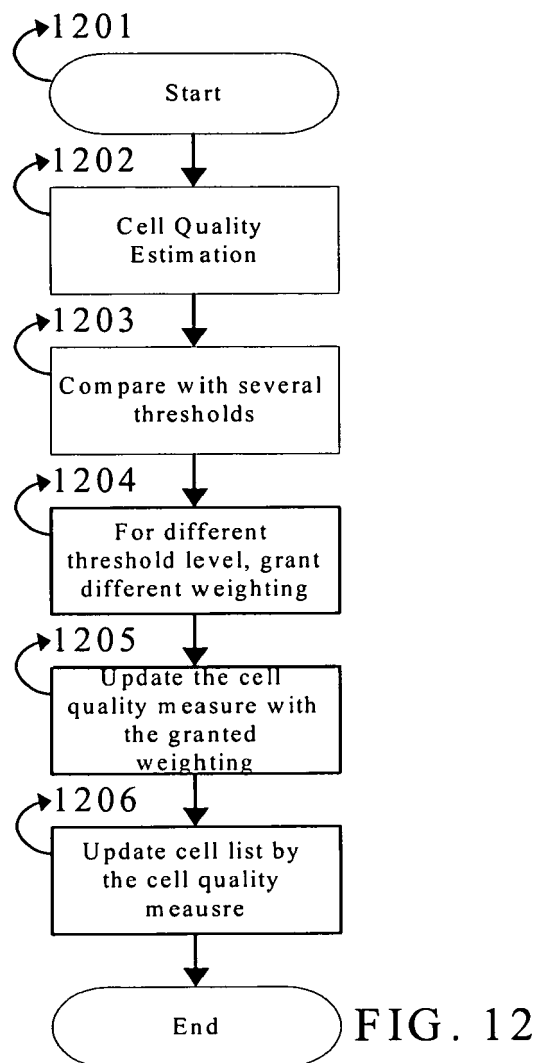 1201
Start
1202
Cell Quality
Estimation
1203
Compare with several
thresholds
1204
For different
threshold level, grant
different weighting
1205
Update the cell
quality measure with
the granted
weighting
1206
Update cell list by
the cell quality
meausre
End
FIG. 12